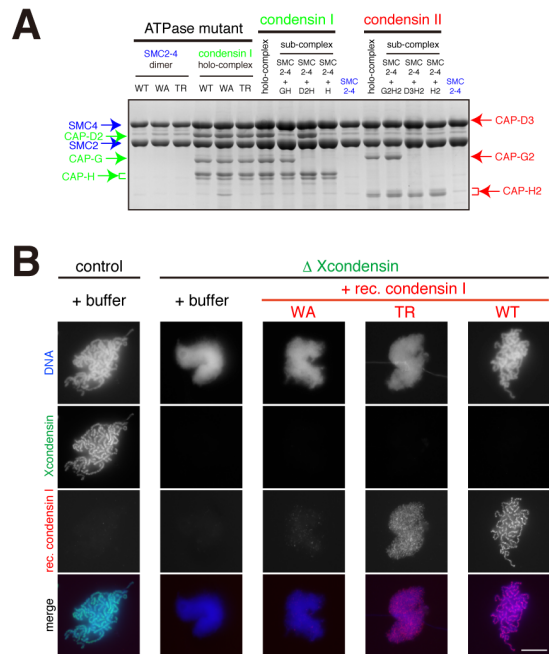 A
ATPase mutant
condensin I
condensin II
SMC2-4
dimer
condensin I
holo-complex
holo-complex
sub-complex
SMC 2-4 + GH
SMC 2-4 + D2H
SMC 2-4 + H
SMC 2-4
holo-complex
sub-complex
SMC 2-4 + G2H2
SMC 2-4 + D3H2
SMC 2-4 + H2
SMC 2-4
WT WA TR WT WA TR
SMC4
CAP-D2
SMC2
CAP-G
CAP-H
CAP-D3
CAP-G2
CAP-H2
B
control
Δ Xcondensin
+ buffer
+ buffer
+ rec. condensin I
WA
TR
WT
DNA
Xcondensin
rec. condensin I
merge